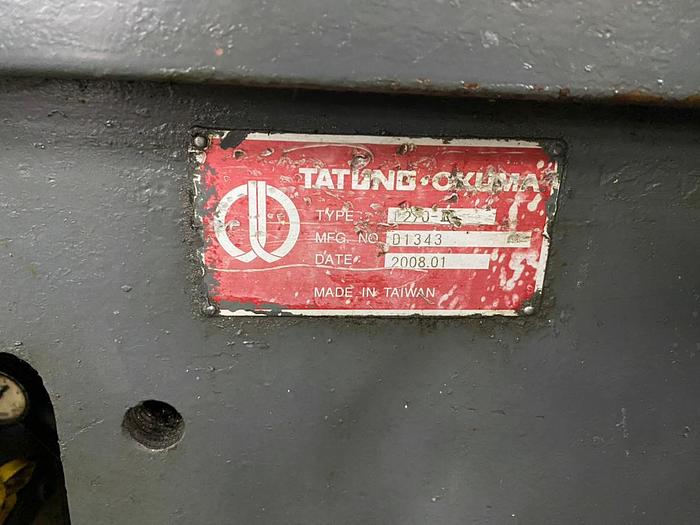 TATUNG·OKUMA
TYPE
MFG. NO. D1343
DATE 2008.01
MADE IN TAIWAN